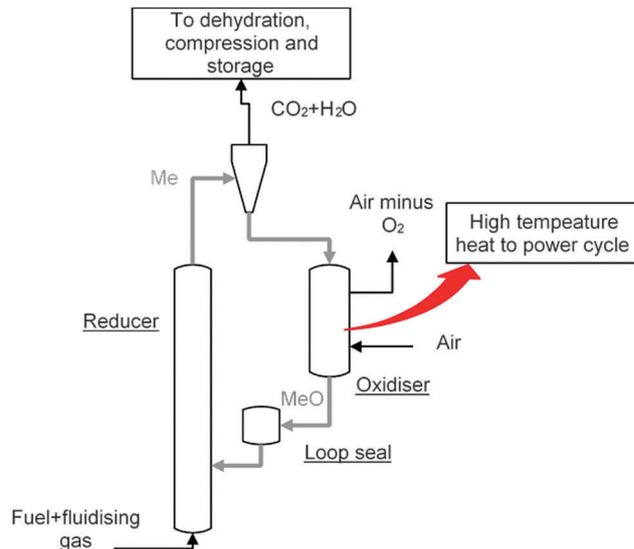 To dehydration,
compression and
storage
CO₂+H₂O
Me
Air minus
O₂
High tempeature
heat to power cycle
Reducer
Air
Oxidiser
MeO
Loop seal
Fuel+fluidising
gas